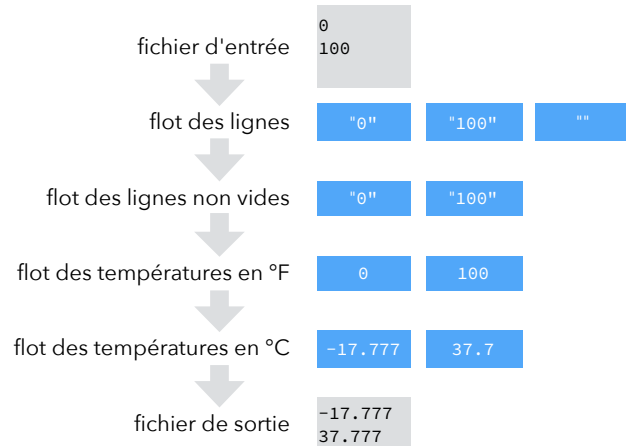 0
fichier d'entrée
100
flot des lignes "0" "100" ""
flot des lignes non vides "0" "100"
flot des températures en °F 0 100
flot des températures en °C -17.777 37.7
fichier de sortie
-17.777
37.777